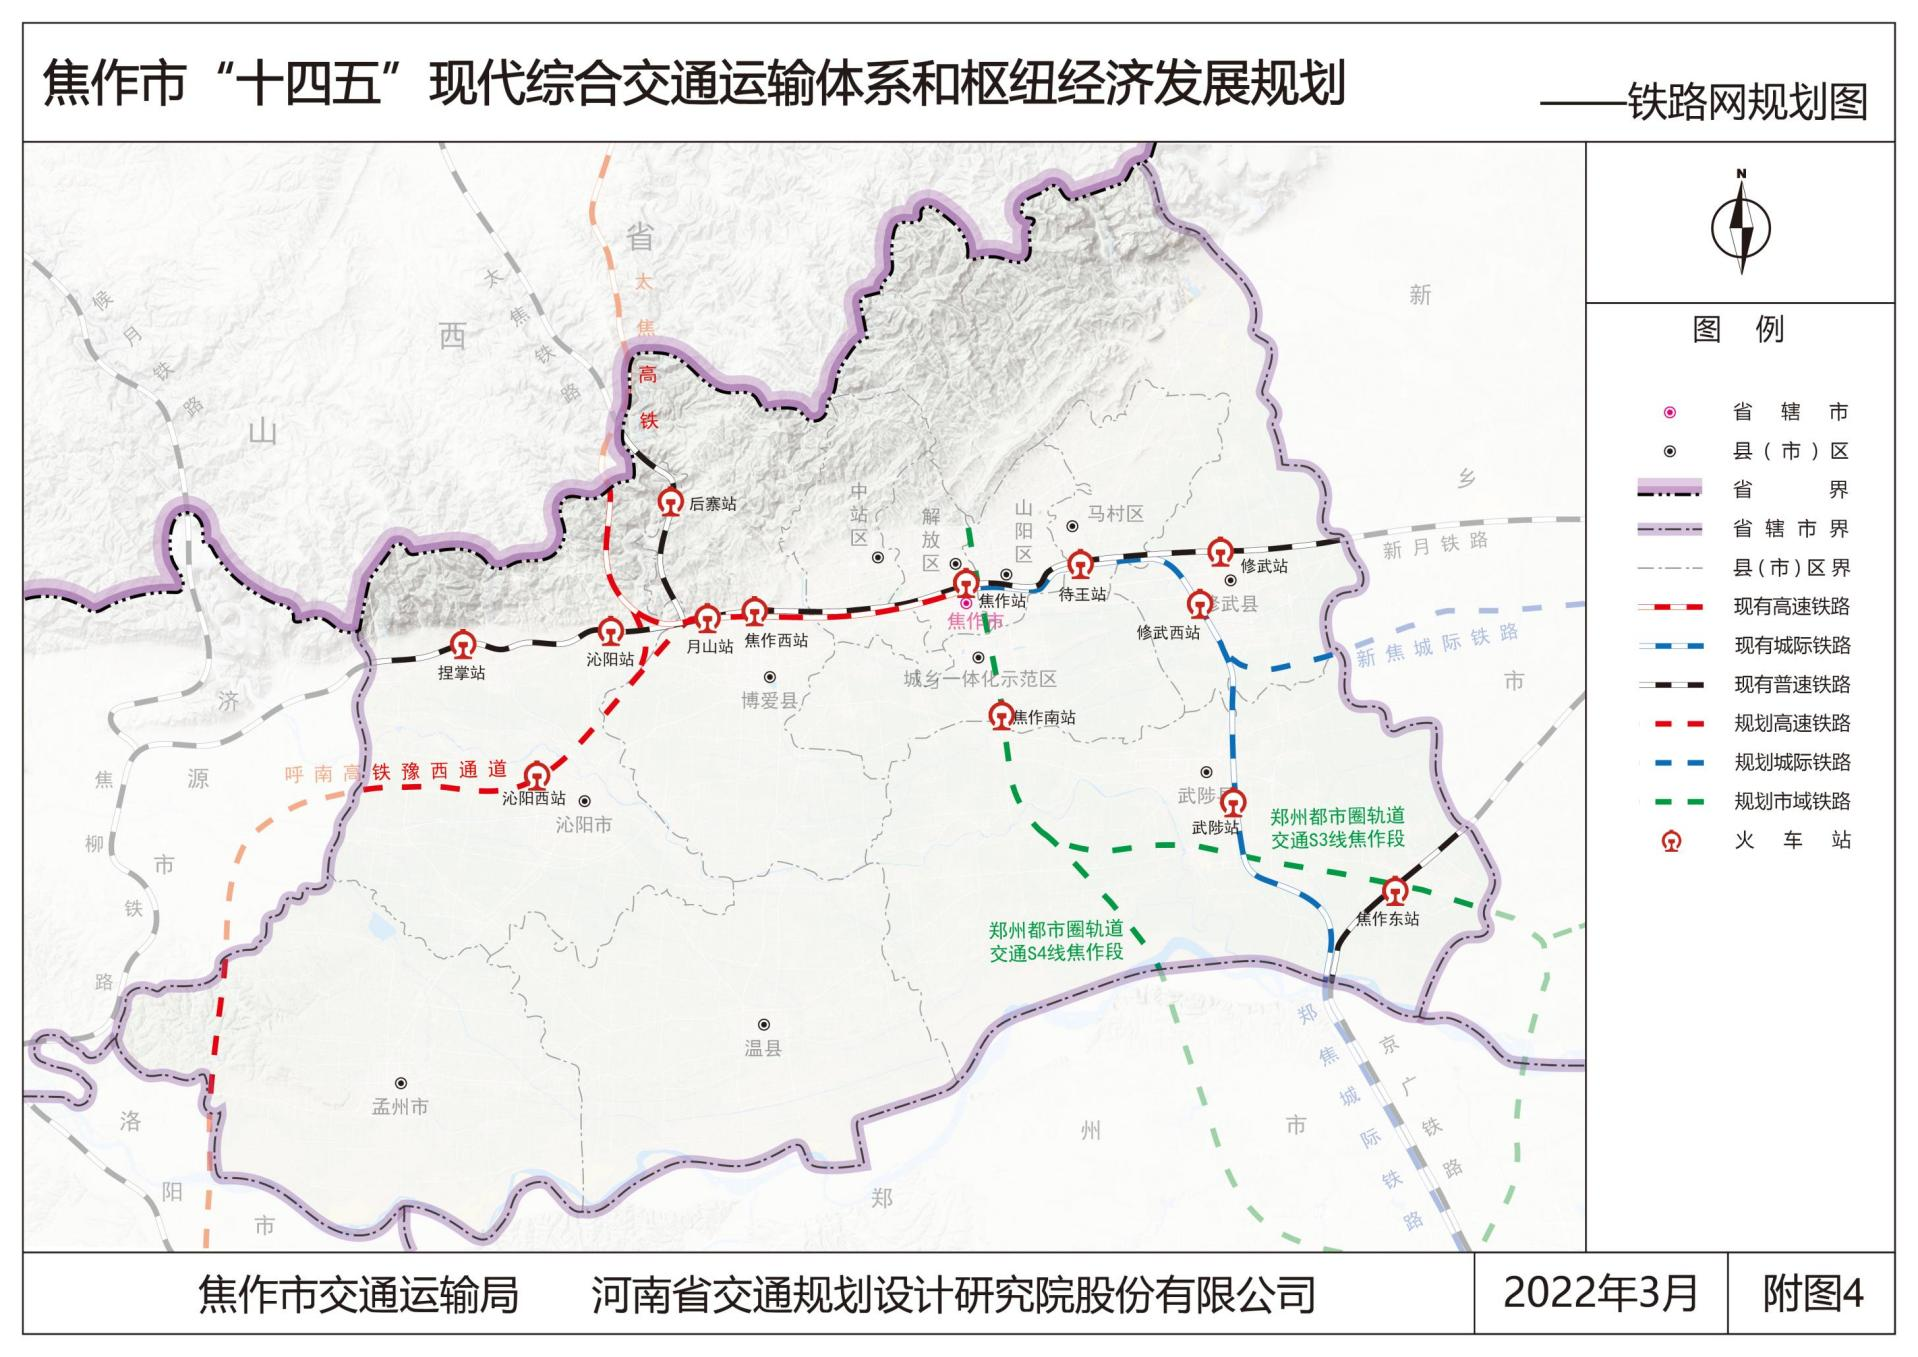 焦作市“十四五”现代综合交通运输体系和枢纽经济发展规划
——铁路网规划图
N
图 例
省 辖 市
县(市)区
省 界
省辖市界
县(市)区界
现有高速铁路
现有城际铁路
现有普速铁路
规划高速铁路
规划城际铁路
规划市域铁路
火 车 站
山
西
省
侯月铁路
太焦铁路
太焦高铁
新
乡
市
新月铁路
新焦城际铁路
后寨站
中站区
解放区
山阳区
马村区
修武站
修武县
修武西站
待王站
焦作站
焦作市
焦作西站
月山站
沁阳站
捏掌站
博爱县
城乡一体化示范区
焦作南站
济
源
市
焦柳铁路
呼南高铁豫西通道
沁阳西站
沁阳市
武陟县
武陟站
郑州都市圈轨道
交通S3线焦作段
焦作东站
郑州都市圈轨道
交通S4线焦作段
温县
孟州市
洛
阳
市
郑
州
市
郑焦城际铁路
京广铁路
焦作市交通运输局
河南省交通规划设计研究院股份有限公司
2022年3月
附图4